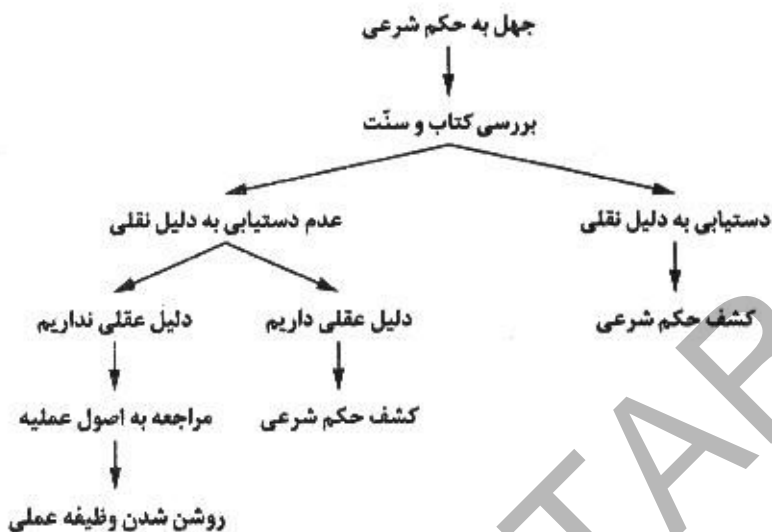 جهل به حکم شرعی
بررسی کتاب و سنّت
دستیابی به دلیل نقلی
عدم دستیابی به دلیل نقلی
کشف حکم شرعی
دلیل عقلی داریم
دلیل عقلی نداریم
کشف حکم شرعی
مراجعه به اصول عملیه
روشن شدن وظیفه عملی